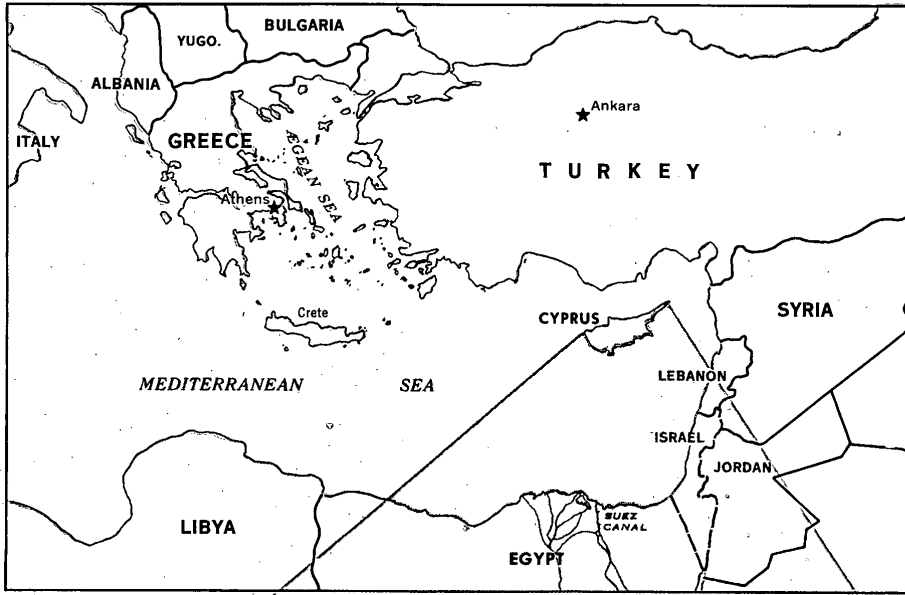 BULGARIA
YUGO.
ALBANIA
ITALY
GREECE
ÆGEAN SEA
Ankara
TURKEY
Athens
Crete
CYPRUS
SYRIA
MEDITERRANEAN SEA
LEBANON
ISRAEL
JORDAN
LIBYA
SUEZ
CANAL
EGYPT